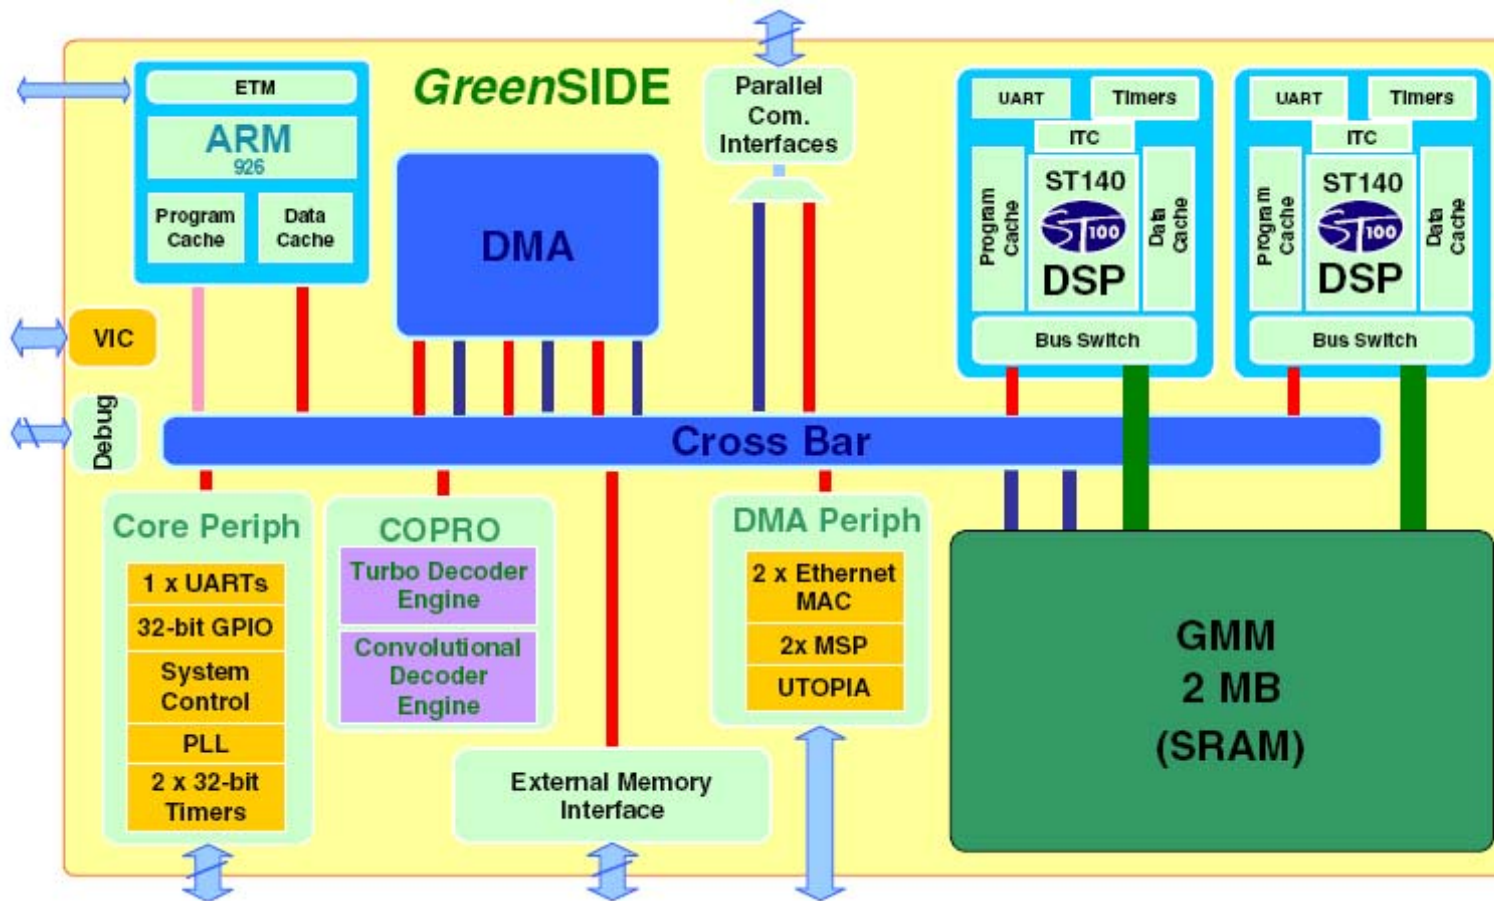 ETM
ARM
926
Program
Cache
Data
Cache
GreenSIDE
DMA
Parallel
Com.
Interfaces
UART
Timers
ITC
Program
Cache
ST140
ST100
DSP
Data
Cache
Bus Switch
UART
Timers
ITC
Program
Cache
ST140
ST100
DSP
Data
Cache
Bus Switch
VIC
Debug
Cross Bar
Core Periph
1 x UARTs
32-bit GPIO
System
Control
PLL
2 x 32-bit
Timers
COPRO
Turbo Decoder
Engine
Convolutional
Decoder
Engine
External Memory
Interface
DMA Periph
2 x Ethernet
MAC
2x MSP
UTOPIA
GMM
2 MB
(SRAM)